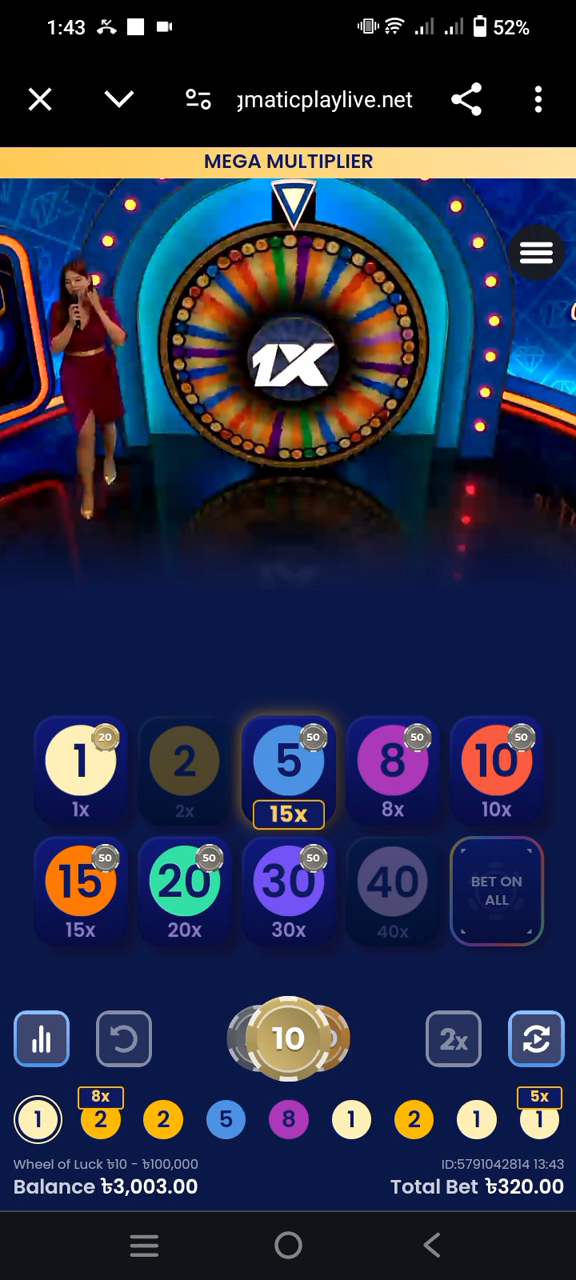 1:43
52%
gmaticplaylive.net
MEGA MULTIPLIER
1X
1 20 2 5 50 8 50 10 50
1x 2x 15x 8x 10x
15 50 20 50 30 50 40 BET ON ALL
15x 20x 30x 40x
10 2x
8x 5x
1 2 2 5 8 1 2 1 1
Wheel of Luck ৳10 - ৳100,000 ID:5791042814 13:43
Balance ৳3,003.00 Total Bet ৳320.00